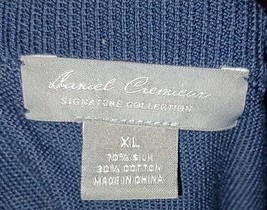 Daniel Cremieux
SIGNATURE COLLECTION
XL
70% SILK
30% COTTON
MADE IN CHINA